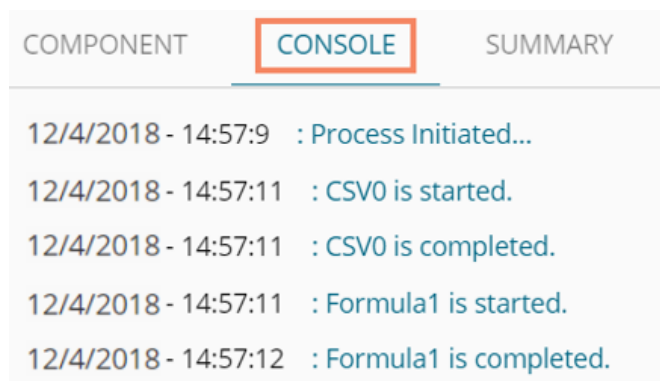 COMPONENT CONSOLE SUMMARY
12/4/2018 - 14:57:9 : Process Initiated...
12/4/2018 - 14:57:11 : CSV0 is started.
12/4/2018 - 14:57:11 : CSV0 is completed.
12/4/2018 - 14:57:11 : Formula1 is started.
12/4/2018 - 14:57:12 : Formula1 is completed.